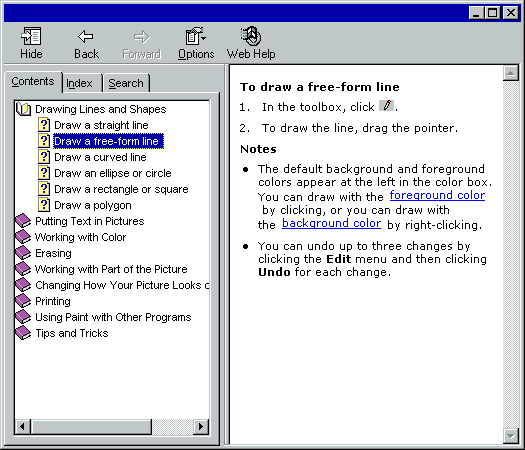 Hide Back Forward Options Web Help
Contents Index Search
Drawing Lines and Shapes
Draw a straight line
Draw a free-form line
Draw a curved line
Draw an ellipse or circle
Draw a rectangle or square
Draw a polygon
Putting Text in Pictures
Working with Color
Erasing
Working with Part of the Picture
Changing How Your Picture Looks o
Printing
Using Paint with Other Programs
Tips and Tricks
To draw a free-form line
1. In the toolbox, click .
2. To draw the line, drag the pointer.
Notes
• The default background and foreground
colors appear at the left in the color box.
You can draw with the foreground color
by clicking, or you can draw with
the background color by right-clicking.
• You can undo up to three changes by
clicking the Edit menu and then clicking
Undo for each change.